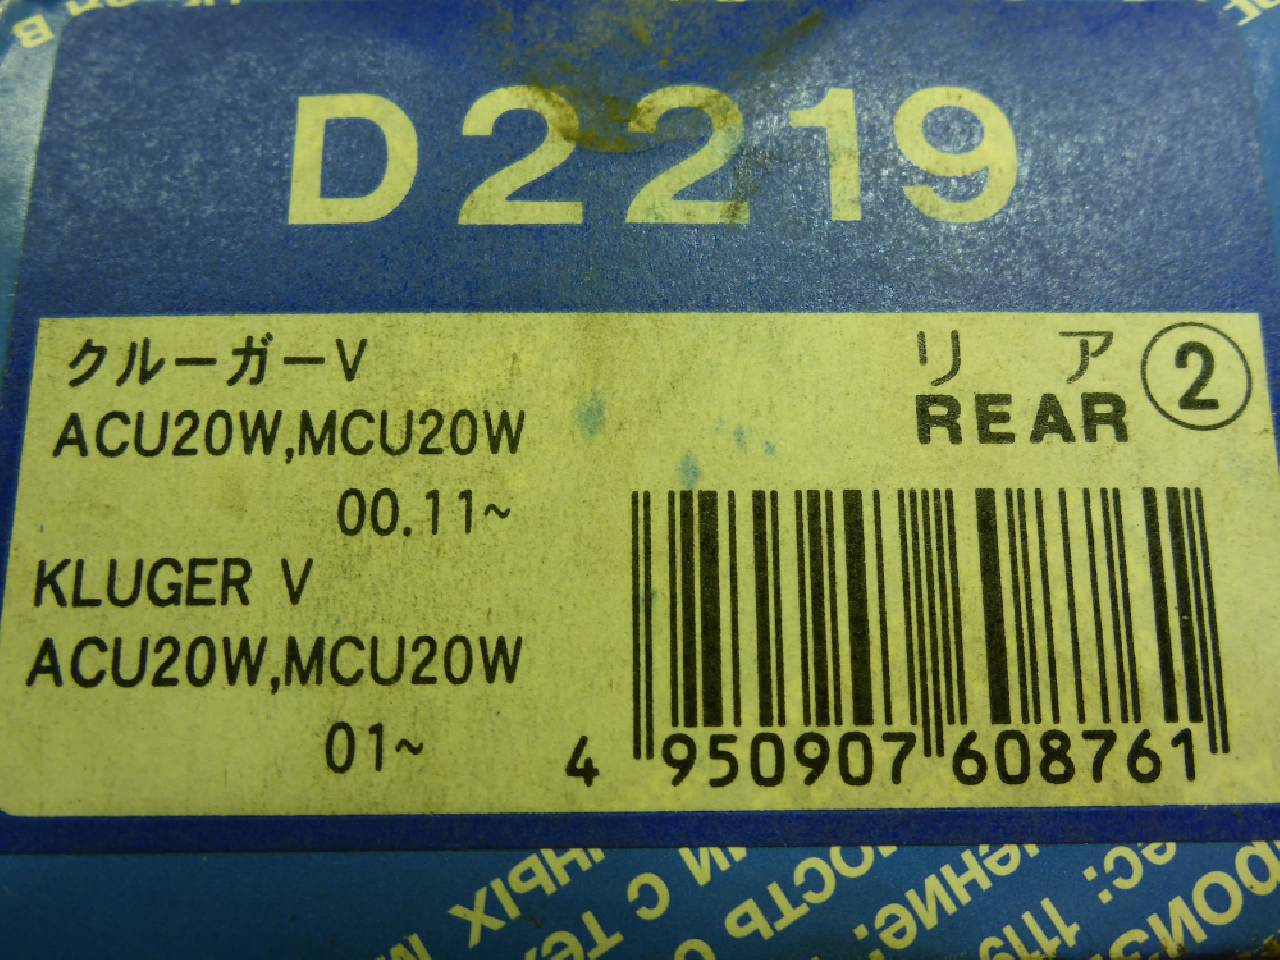 D2219
クルーガーV
リア ②
ACU20W,MCU20W
REAR
00.11~
KLUGER V
ACU20W,MCU20W
01~
4 950907 608761